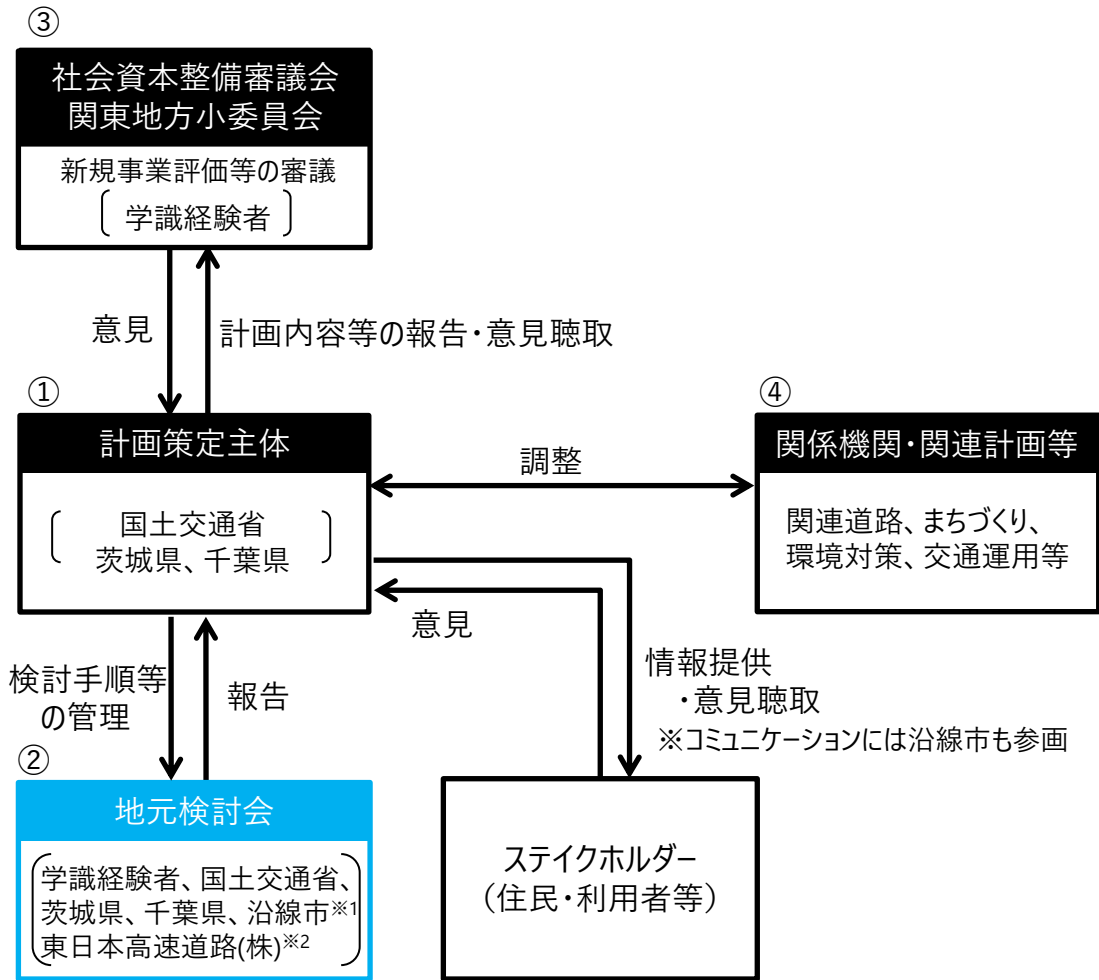 ③
社会資本整備審議会
関東地方小委員会
新規事業評価等の審議
学識経験者
意見
計画内容等の報告・意見聴取
①
計画策定主体
国土交通省
茨城県、千葉県
調整
④
関係機関・関連計画等
関連道路、まちづくり、
環境対策、交通運用等
意見
情報提供
・意見聴取
※コミュニケーションには沿線市も参画
検討手順等
の管理
報告
②
地元検討会
学識経験者、国土交通省、
茨城県、千葉県、沿線市※1
東日本高速道路(株)※2
ステイクホルダー
（住民・利用者等）